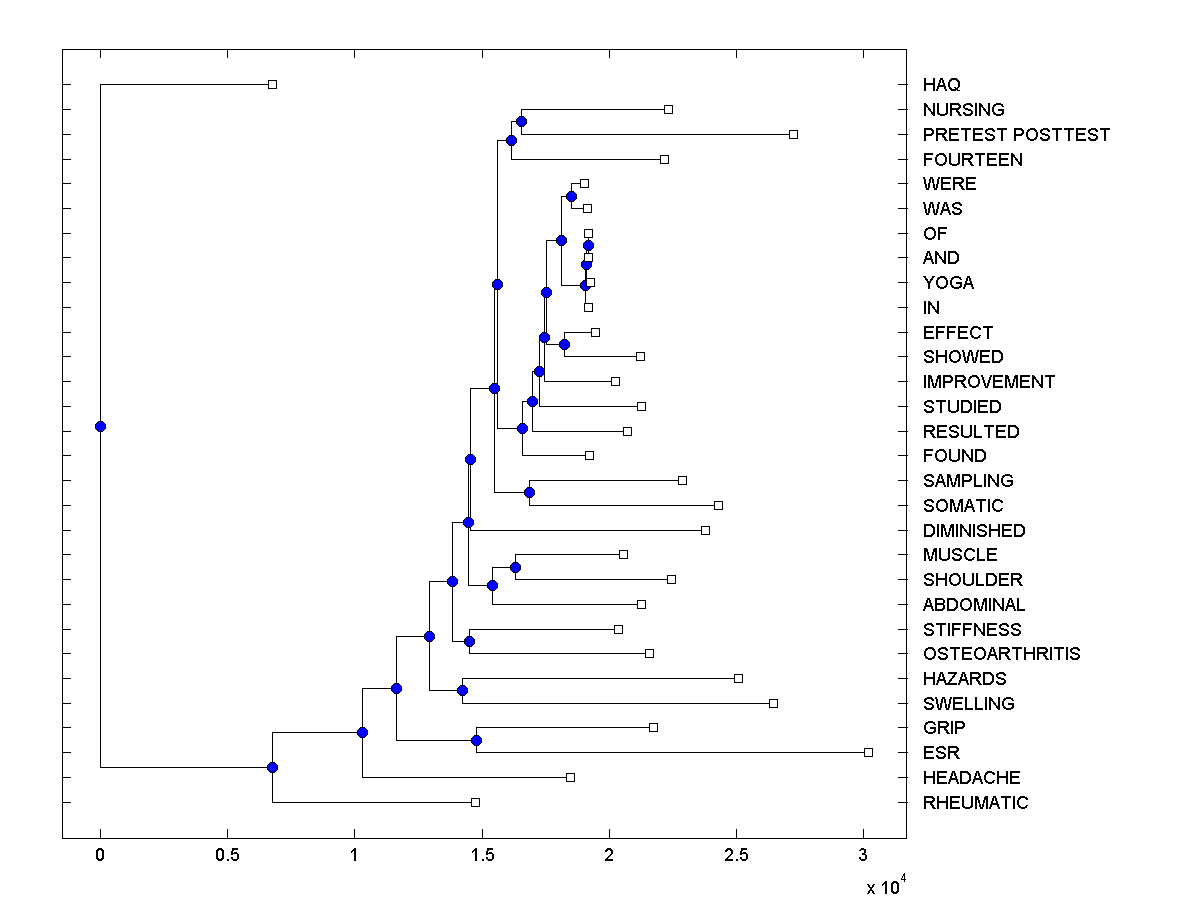 HAQ
NURSING
PRETEST POSTTEST
FOURTEEN
WERE
WAS
OF
AND
YOGA
IN
EFFECT
SHOWED
IMPROVEMENT
STUDIED
RESULTED
FOUND
SAMPLING
SOMATIC
DIMINISHED
MUSCLE
SHOULDER
ABDOMINAL
STIFFNESS
OSTEOARTHRITIS
HAZARDS
SWELLING
GRIP
ESR
HEADACHE
RHEUMATIC
0 0.5 1 1.5 2 2.5 3
x 10^4